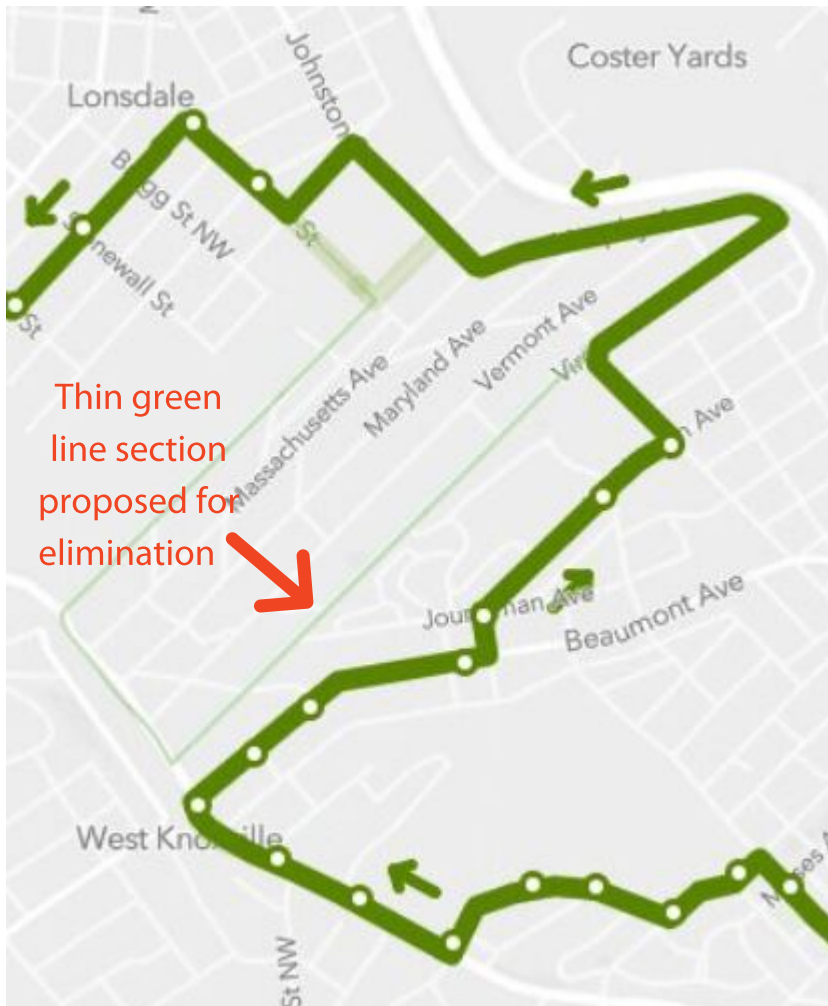 Coster Yards
Johnston
Lonsdale
Bragg St NW
St
Stonewall St
St
Massachusetts Ave
Maryland Ave
Vermont Ave
Ave
Thin green
line section
proposed for
elimination
Beaumont Ave
West Knoxville
St NW